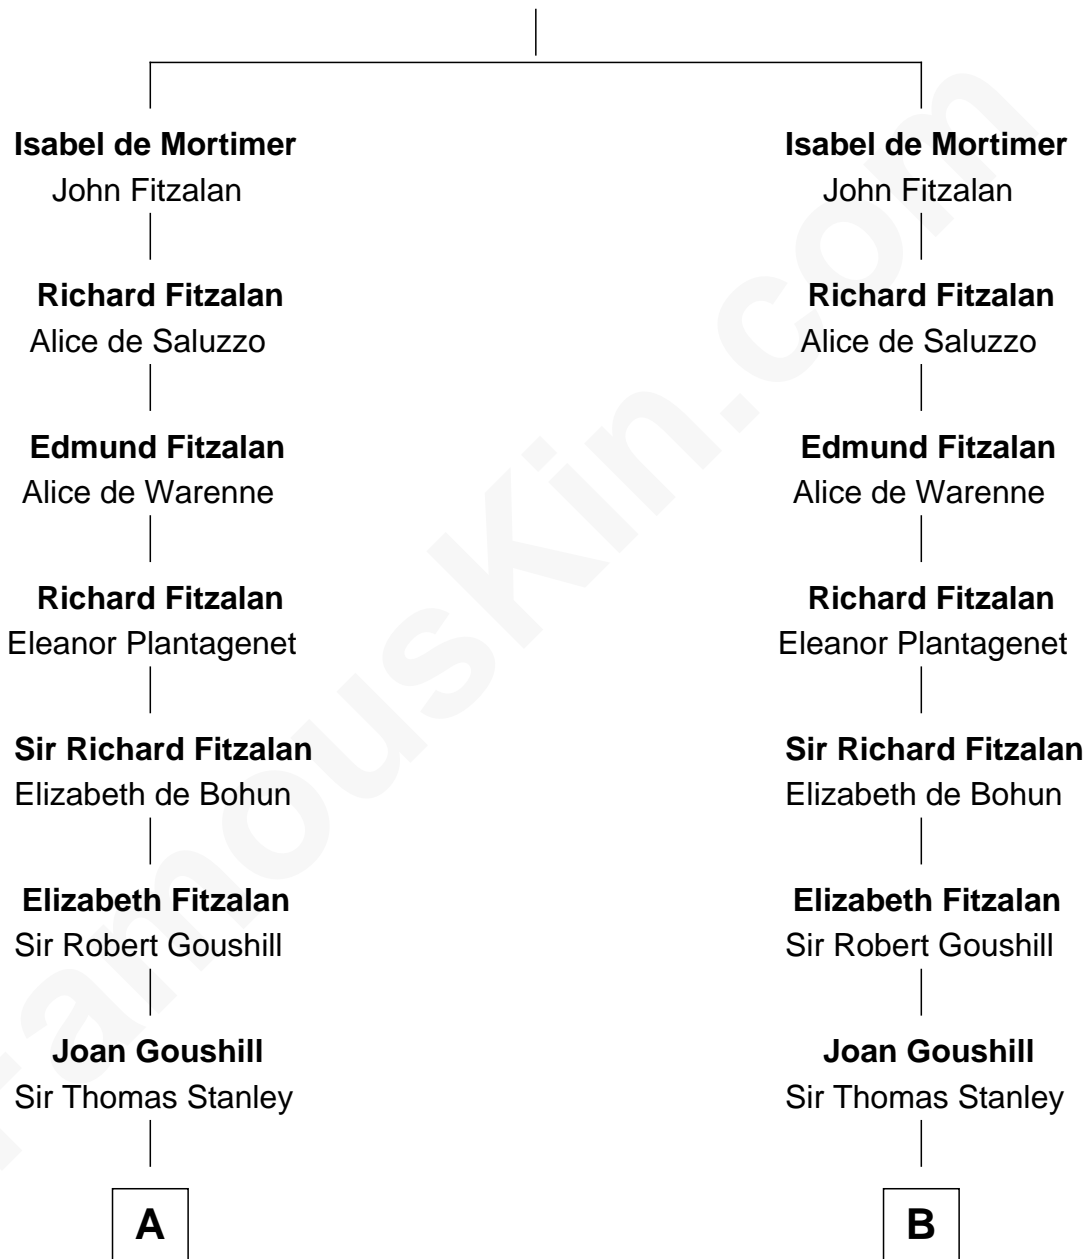 Isabel de Mortimer
John Fitzalan
Richard Fitzalan
Alice de Saluzzo
Edmund Fitzalan
Alice de Warenne
Richard Fitzalan
Eleanor Plantagenet
Sir Richard Fitzalan
Elizabeth de Bohun
Elizabeth Fitzalan
Sir Robert Goushill
Joan Goushill
Sir Thomas Stanley
A
Isabel de Mortimer
John Fitzalan
Richard Fitzalan
Alice de Saluzzo
Edmund Fitzalan
Alice de Warenne
Richard Fitzalan
Eleanor Plantagenet
Sir Richard Fitzalan
Elizabeth de Bohun
Elizabeth Fitzalan
Sir Robert Goushill
Joan Goushill
Sir Thomas Stanley
B
FamousKin.com